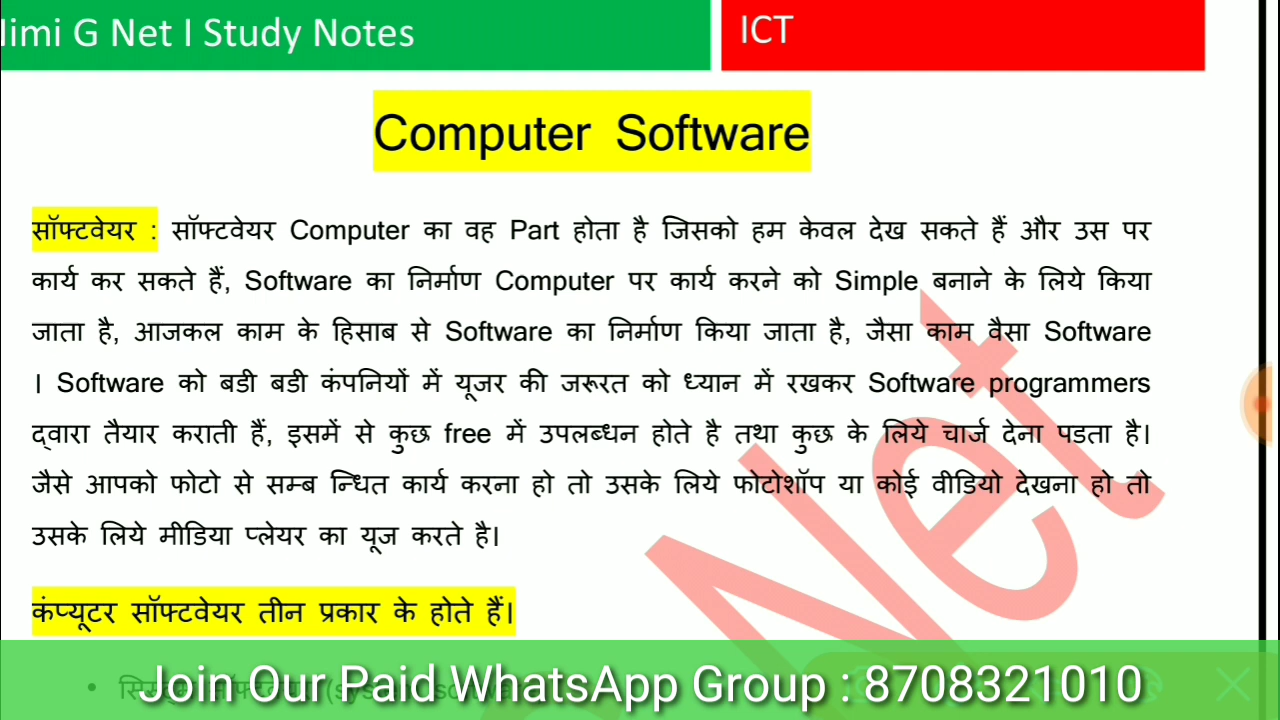 Nimi G Net l Study Notes
ICT
Computer Software
सॉफ्टवेयर : सॉफ्टवेयर Computer का वह Part होता है जिसको हम केवल देख सकते हैं और उस पर
कार्य कर सकते हैं, Software का निर्माण Computer पर कार्य करने को Simple बनाने के लिये किया
जाता है, आजकल काम के हिसाब से Software का निर्माण किया जाता है, जैसा काम वैसा Software
। Software को बडी बडी कंपनियों में यूजर की जरूरत को ध्यान में रखकर Software programmers
द्वारा तैयार कराती हैं, इसमें से कुछ free में उपलब्धन होते है तथा कुछ के लिये चार्ज देना पडता है।
जैसे आपको फोटो से सम्ब न्धित कार्य करना हो तो उसके लिये फोटोशॉप या कोई वीडियो देखना हो तो
उसके लिये मीडिया प्लेयर का यूज करते है।
Net
कंप्यूटर सॉफ्टवेयर तीन प्रकार के होते हैं।
Join Our Paid WhatsApp Group : 8708321010